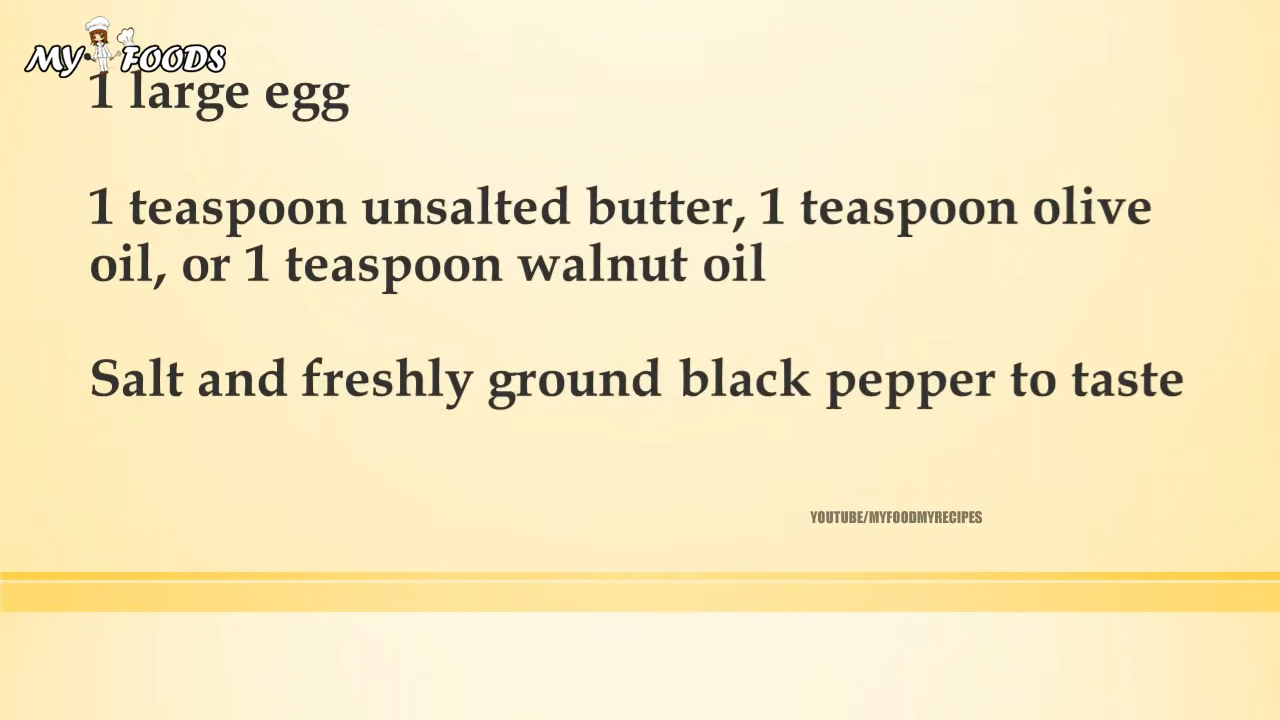 MY FOODS
1 large egg
1 teaspoon unsalted butter, 1 teaspoon olive
oil, or 1 teaspoon walnut oil
Salt and freshly ground black pepper to taste
YOUTUBE/MYFOODMYRECIPES